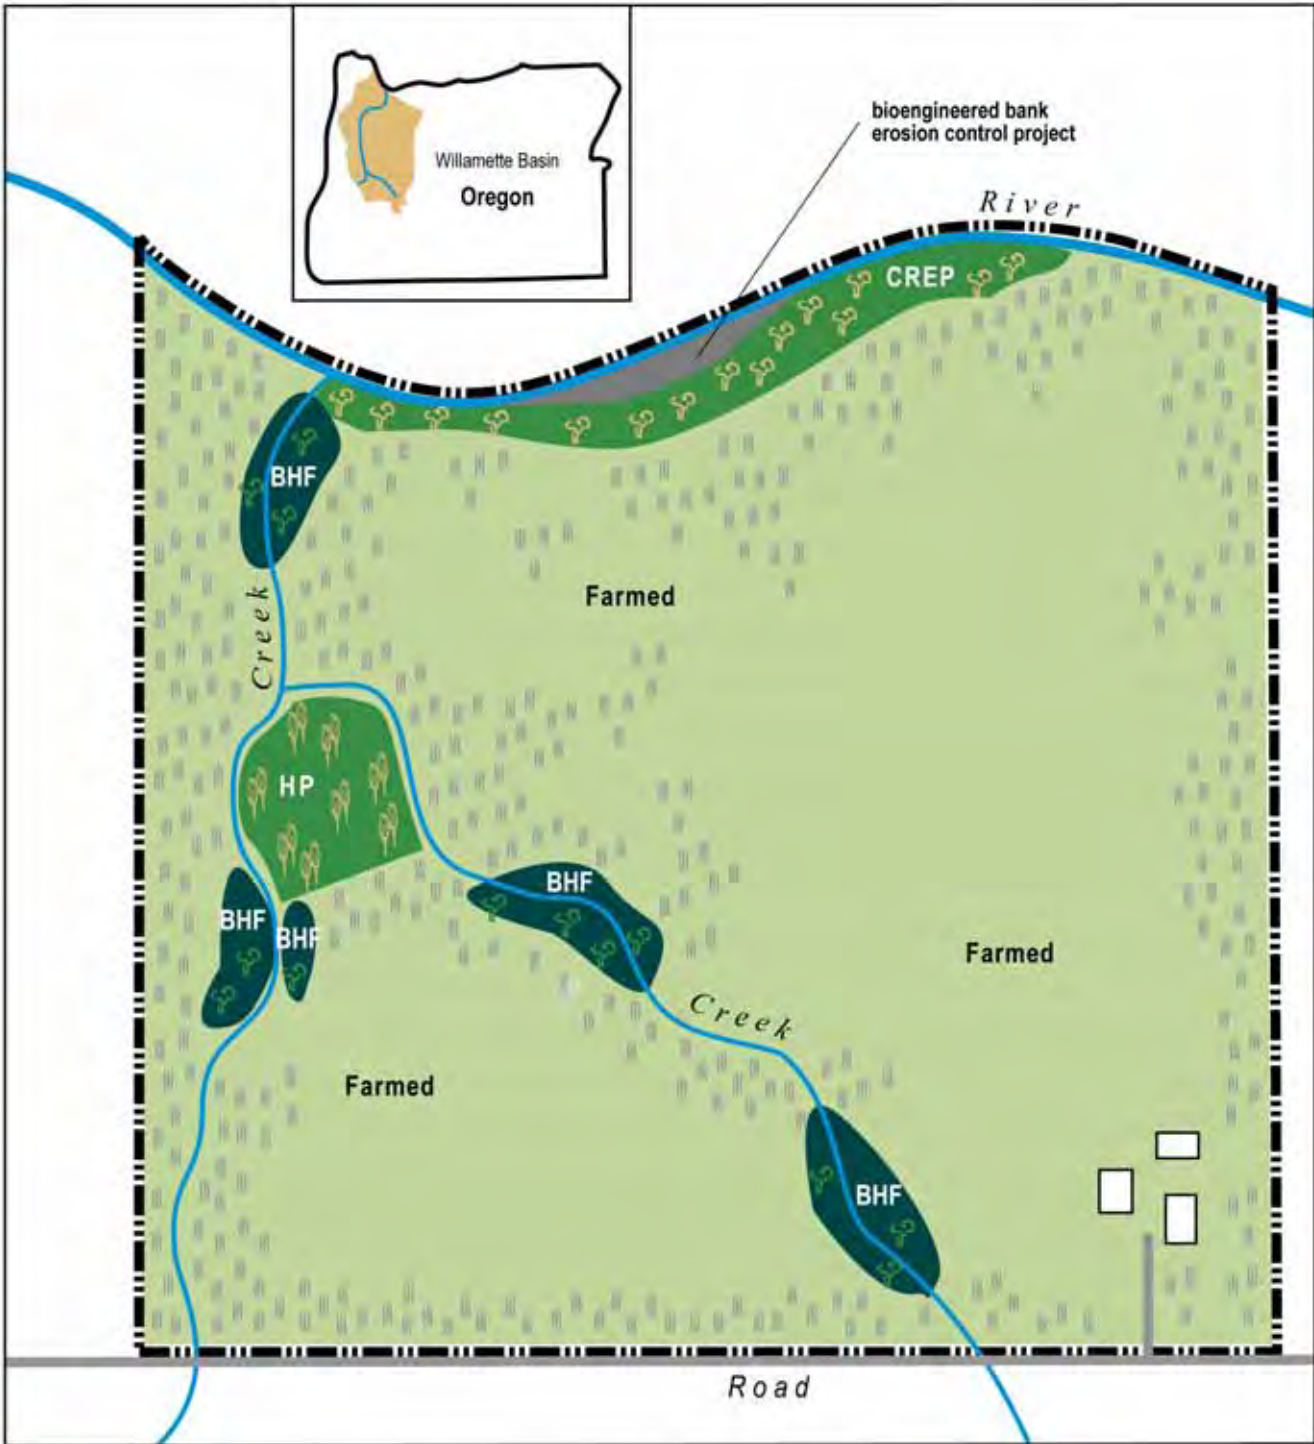 bioengineered bank
erosion control project
Willamette Basin
Oregon
River
CREP
BHF
Creek
Farmed
HP
BHF
BHF
BHF
Farmed
Creek
Farmed
BHF
Road